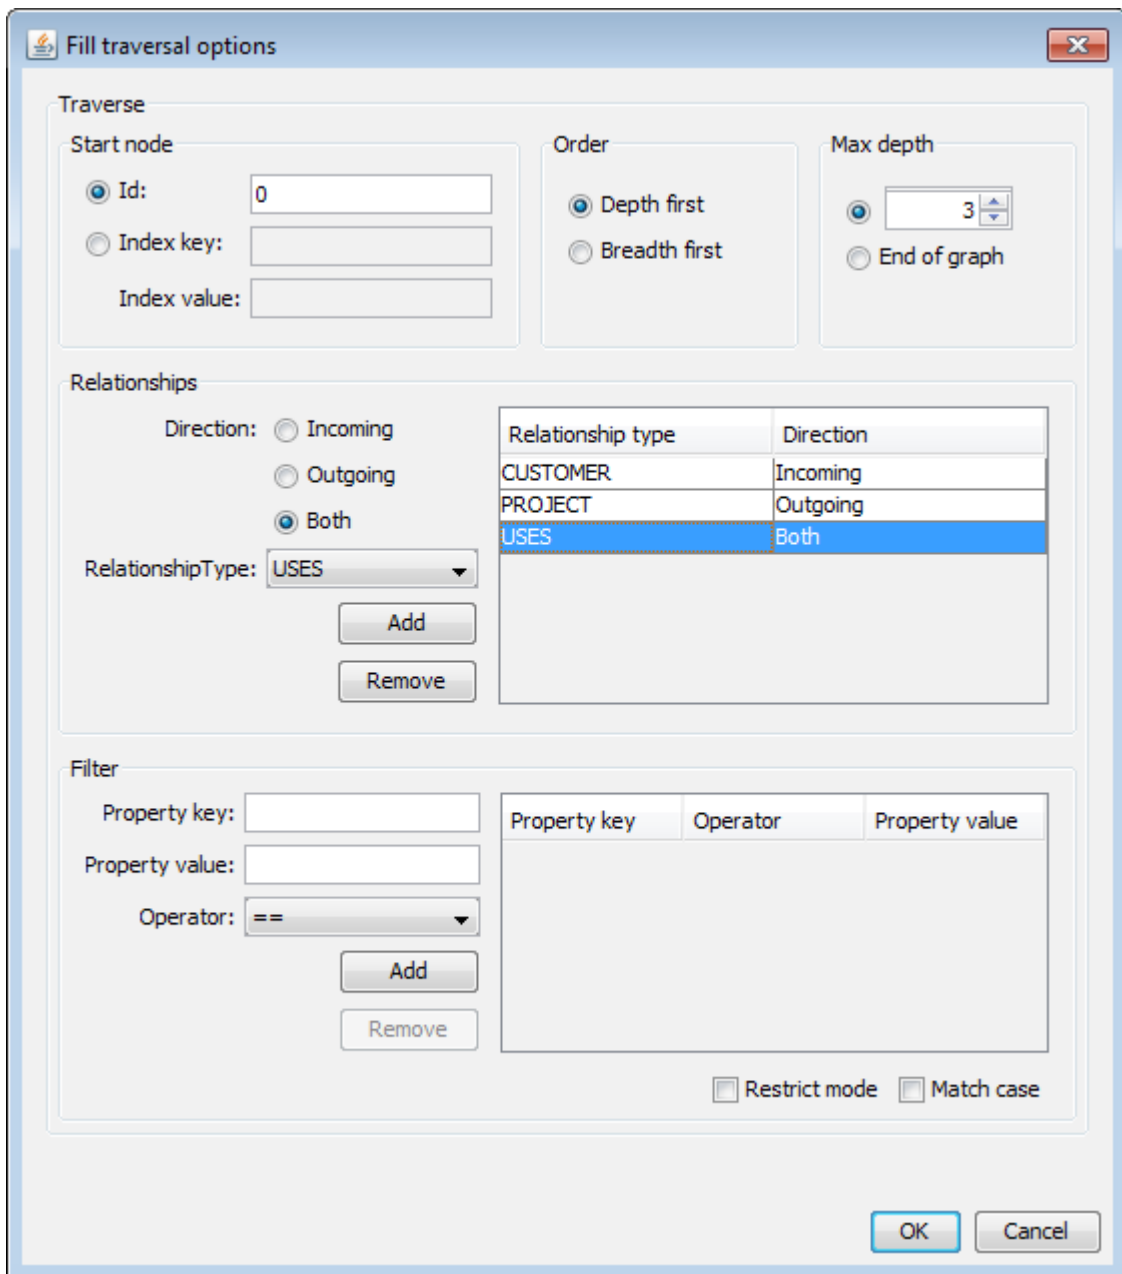 Fill traversal options
Traverse
Start node
Id: 0
Index key:
Index value:
Order
Depth first
Breadth first
Max depth
3
End of graph
Relationships
Direction: Incoming
Outgoing
Both
RelationshipType: USES
Add
Remove
Relationship type Direction
CUSTOMER Incoming
PROJECT Outgoing
USES Both
Filter
Property key:
Property value:
Operator: ==
Add
Remove
Property key Operator Property value
Restrict mode Match case
OK Cancel